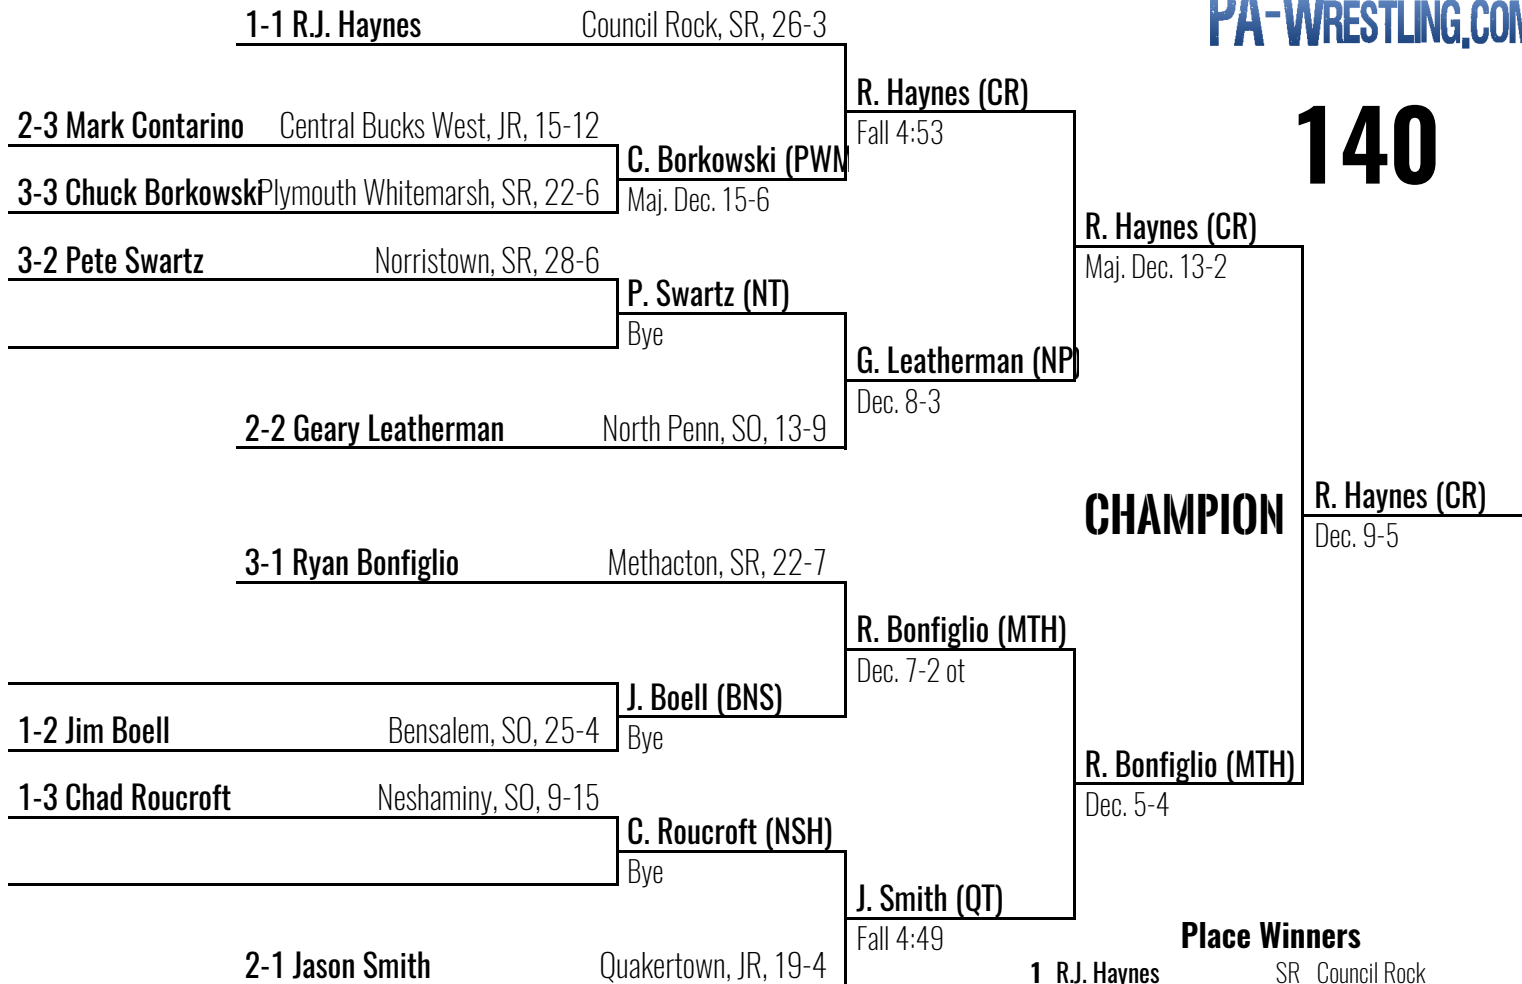 1-1 R.J. Haynes Council Rock, SR, 26-3
PA-WRESTLING.COM
R. Haynes (CR)
Fall 4:53
140
2-3 Mark Contarino Central Bucks West, JR, 15-12
C. Borkowski (PWM
Maj. Dec. 15-6
3-3 Chuck Borkowski Plymouth Whitemarsh, SR, 22-6
R. Haynes (CR)
Maj. Dec. 13-2
3-2 Pete Swartz Norristown, SR, 28-6
P. Swartz (NT)
Bye
G. Leatherman (NP)
Dec. 8-3
2-2 Geary Leatherman North Penn, SO, 13-9
CHAMPION
R. Haynes (CR)
Dec. 9-5
3-1 Ryan Bonfiglio Methacton, SR, 22-7
R. Bonfiglio (MTH)
Dec. 7-2 ot
J. Boell (BNS)
Bye
1-2 Jim Boell Bensalem, SO, 25-4
R. Bonfiglio (MTH)
Dec. 5-4
1-3 Chad Roucroft Neshaminy, SO, 9-15
C. Roucroft (NSH)
Bye
J. Smith (QT)
Fall 4:49
2-1 Jason Smith Quakertown, JR, 19-4
Place Winners
1 R.J. Haynes SR Council Rock